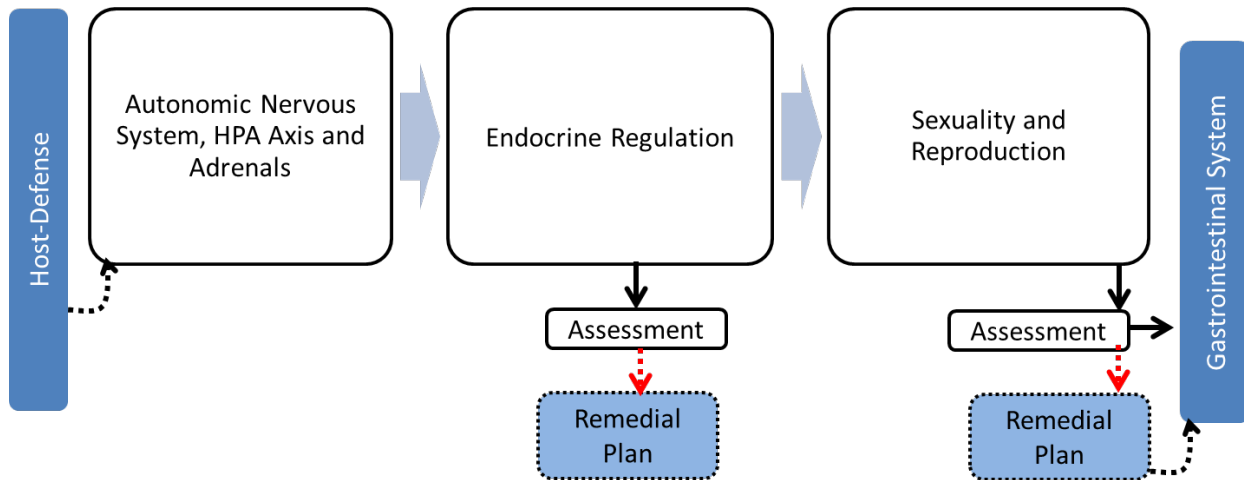 Host-Defense
Autonomic Nervous
System, HPA Axis and
Adrenals
Endocrine Regulation
Sexuality and
Reproduction
Gastrointestinal System
Assessment
Assessment
Remedial
Plan
Remedial
Plan